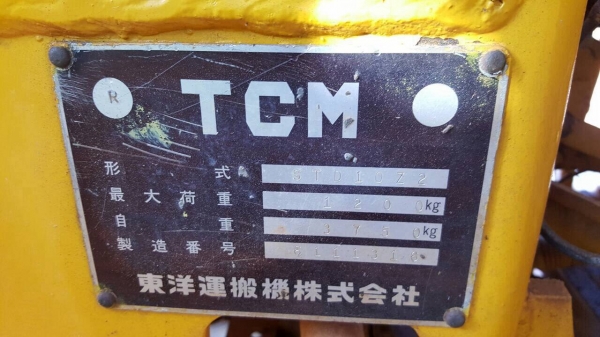 R TCM
形式
最大荷重 1200kg
自重 kg
製造番号
東洋運搬機株式会社